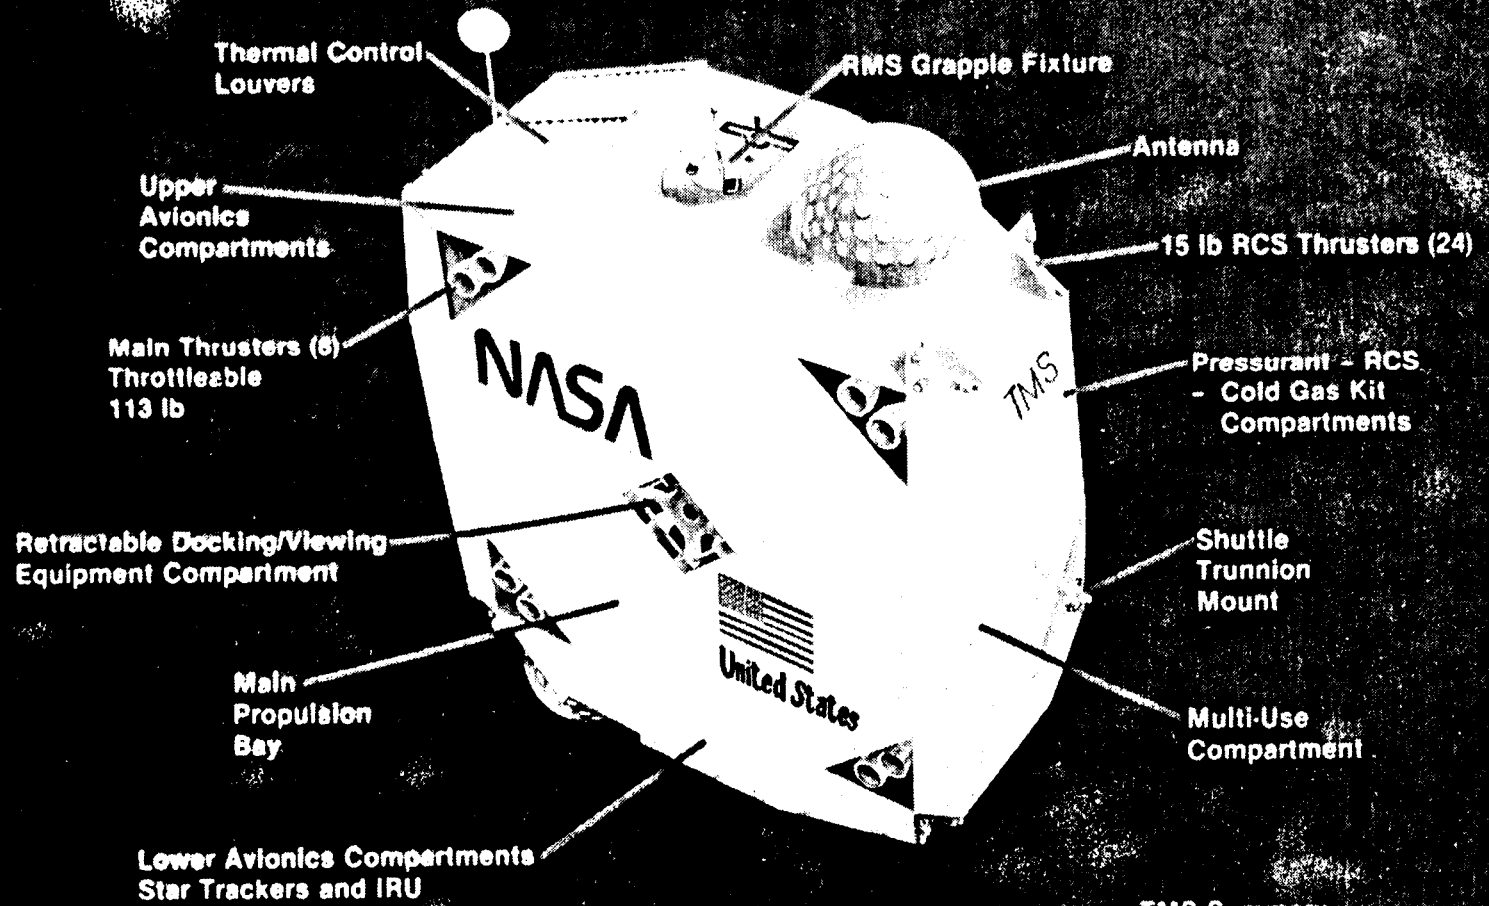 Thermal Control
Louvers
RMS Grapple Fixture
Antenna
Upper
Avionics
Compartments
15 lb RCS Thrusters (24)
Main Thrusters (8)
Throttleable
113 lb
NASA
TMS
Pressurant - RCS
- Cold Gas Kit
Compartments
Retractable Docking/Viewing
Equipment Compartment
Shuttle
Trunnion
Mount
United States
Main
Propulsion
Bay
Multi-Use
Compartment
Lower Avionics Compartments
Star Trackers and IRU